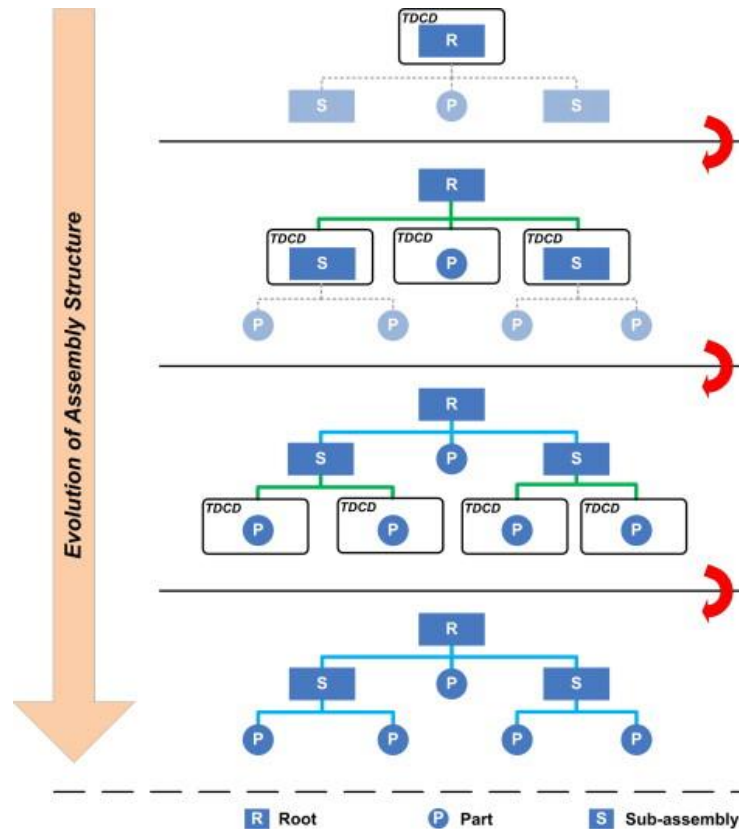 Evolution of Assembly Structure
TDCD
R
S P S
R
TDCD TDCD TDCD
S P S
P P P P
R
S P S
TDCD TDCD TDCD TDCD
P P P P
R
S P S
P P P P
R Root P Part S Sub-assembly